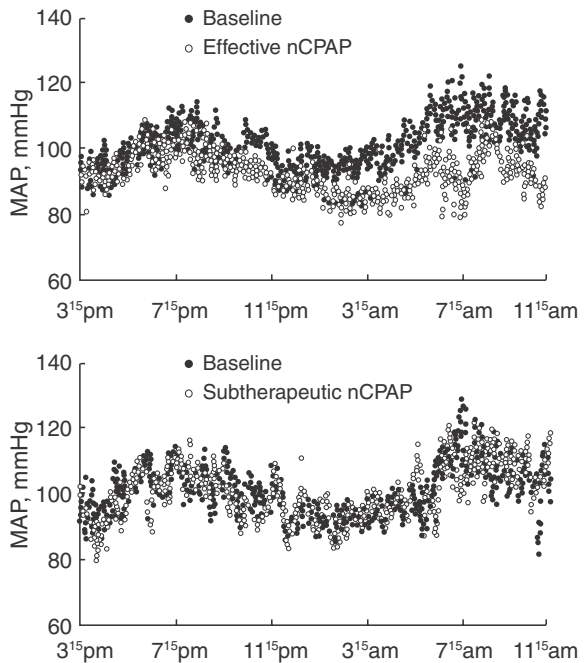 140
● Baseline
○ Effective nCPAP
120
MAP, mmHg
100
80
60
3¹⁵pm 7¹⁵pm 11¹⁵pm 3¹⁵am 7¹⁵am 11¹⁵am
140
● Baseline
○ Subtherapeutic nCPAP
120
MAP, mmHg
100
80
60
3¹⁵pm 7¹⁵pm 11¹⁵pm 3¹⁵am 7¹⁵am 11¹⁵am